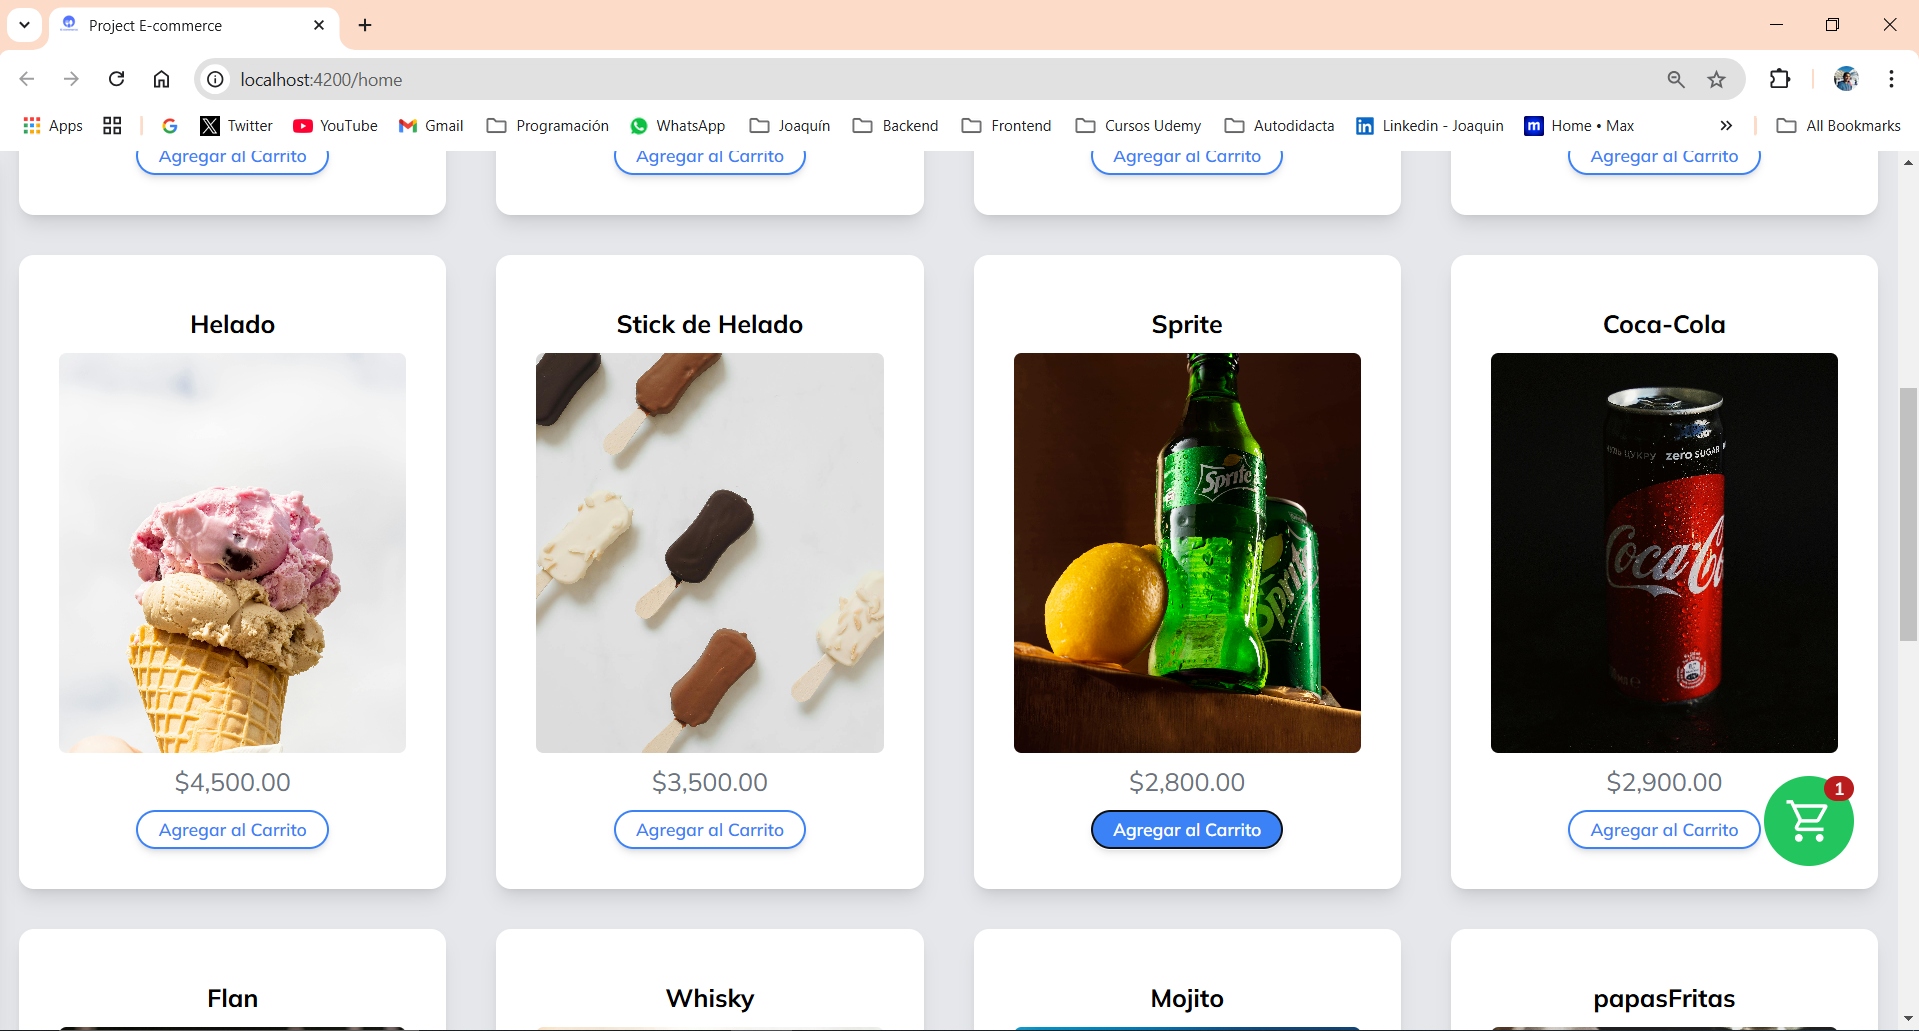 Project E-commerce
localhost:4200/home
Apps
Twitter
YouTube
Gmail
Programación
WhatsApp
Joaquín
Backend
Frontend
Cursos Udemy
Autodidacta
Linkedin - Joaquin
Home • Max
All Bookmarks
Agregar al Carrito
Agregar al Carrito
Agregar al Carrito
Agregar al Carrito
Helado
Stick de Helado
Sprite
Coca-Cola
Sprite
Sprite
zero SUGAR
Coca-Co
$4,500.00
$3,500.00
$2,800.00
$2,900.00
1
Agregar al Carrito
Agregar al Carrito
Agregar al Carrito
Agregar al Carrito
Flan
Whisky
Mojito
papasFritas